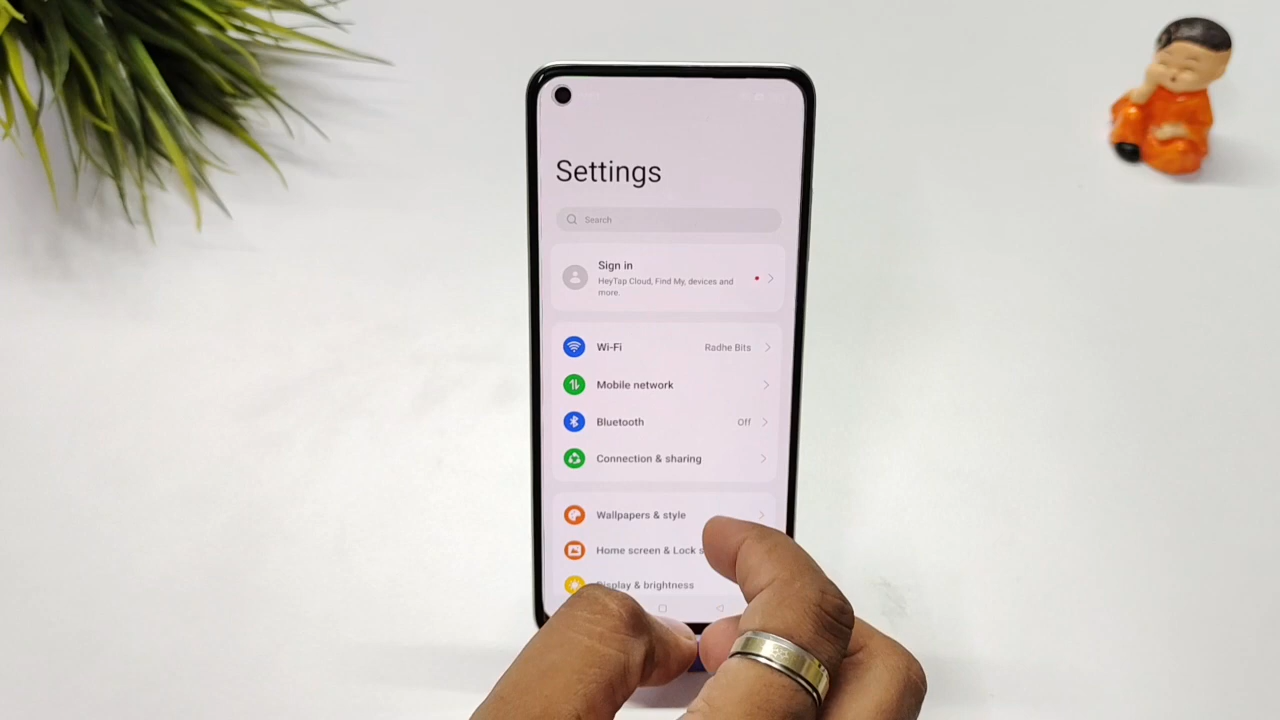 Settings
Search
Sign in
HeyTap Cloud, Find My, devices and
more.
Wi-Fi Radhe Bits
Mobile network
Bluetooth Off
Connection & sharing
Wallpapers & style
Home screen & Lock s
Display & brightness